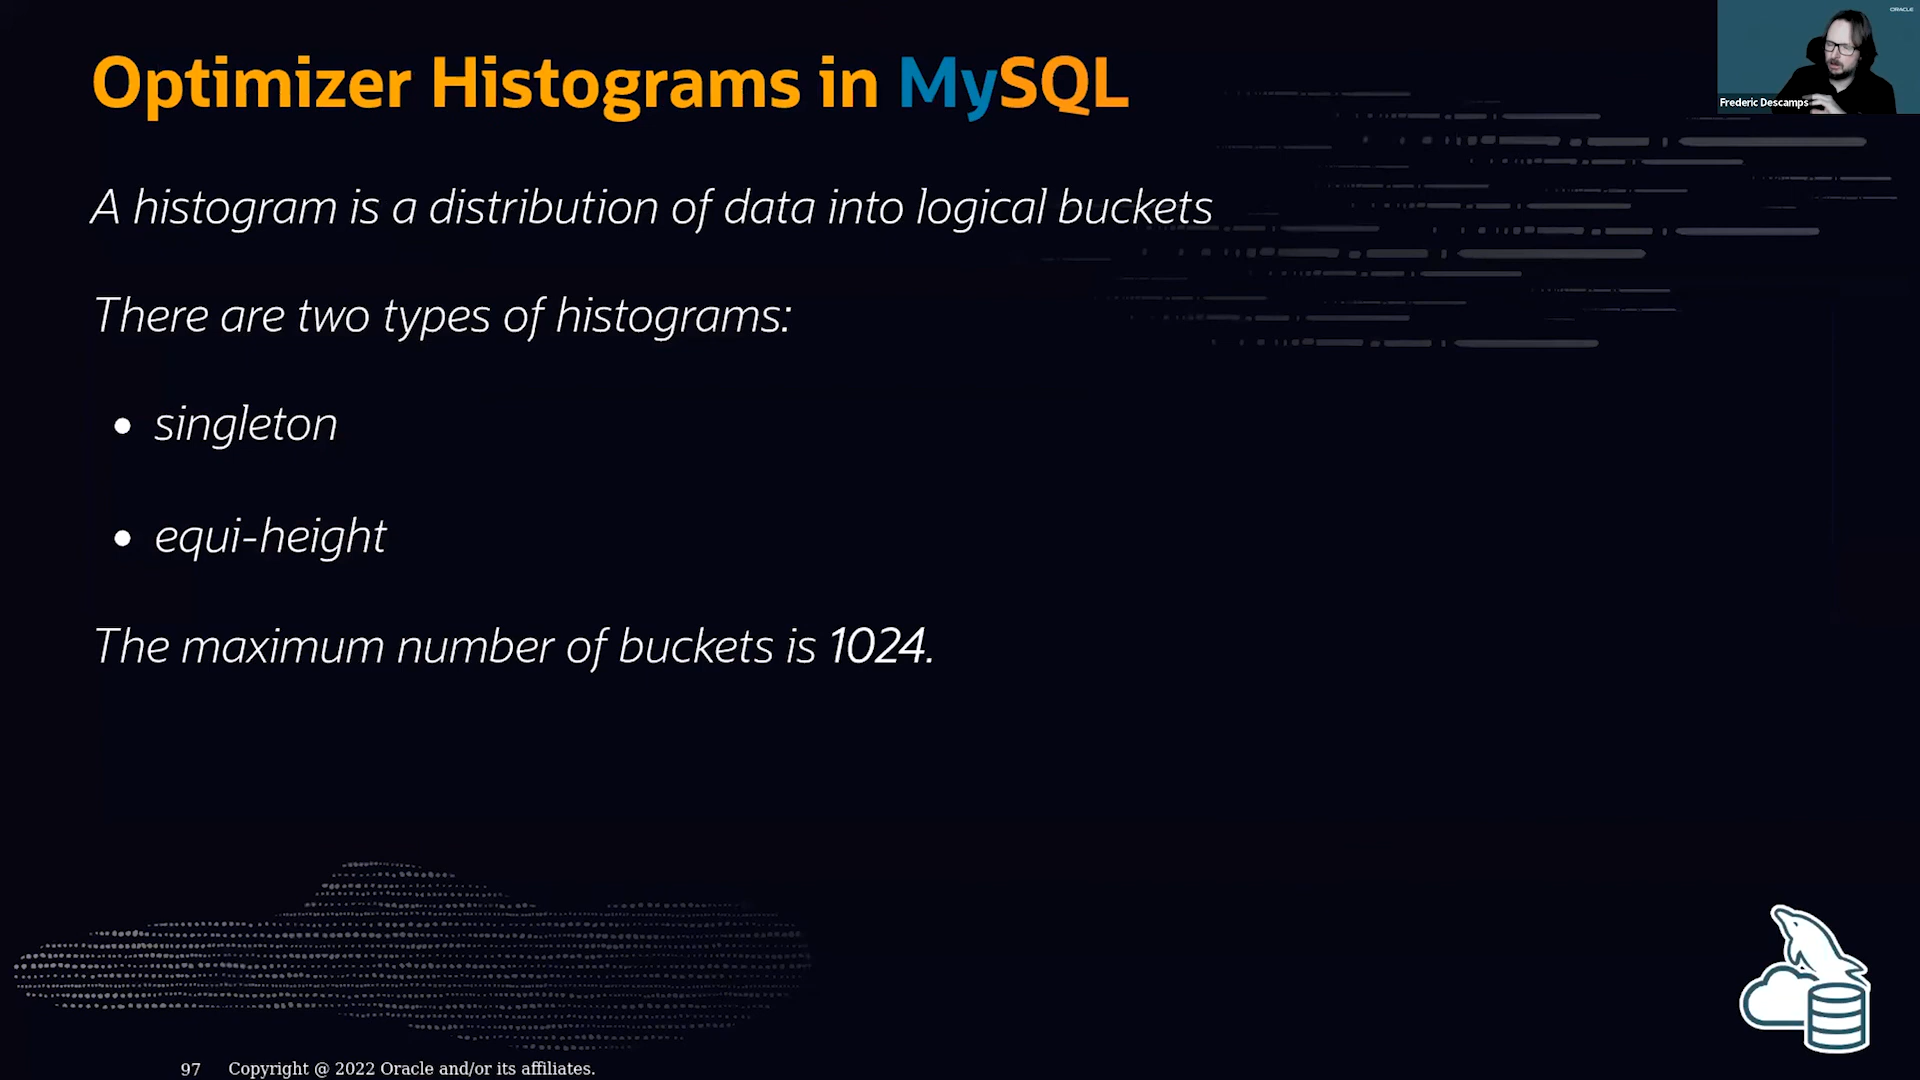 ORACLE
Frederic Descamps
Optimizer Histograms in MySQL
A histogram is a distribution of data into logical buckets
There are two types of histograms:
• singleton
• equi-height
The maximum number of buckets is 1024.
97 Copyright @ 2022 Oracle and/or its affiliates.